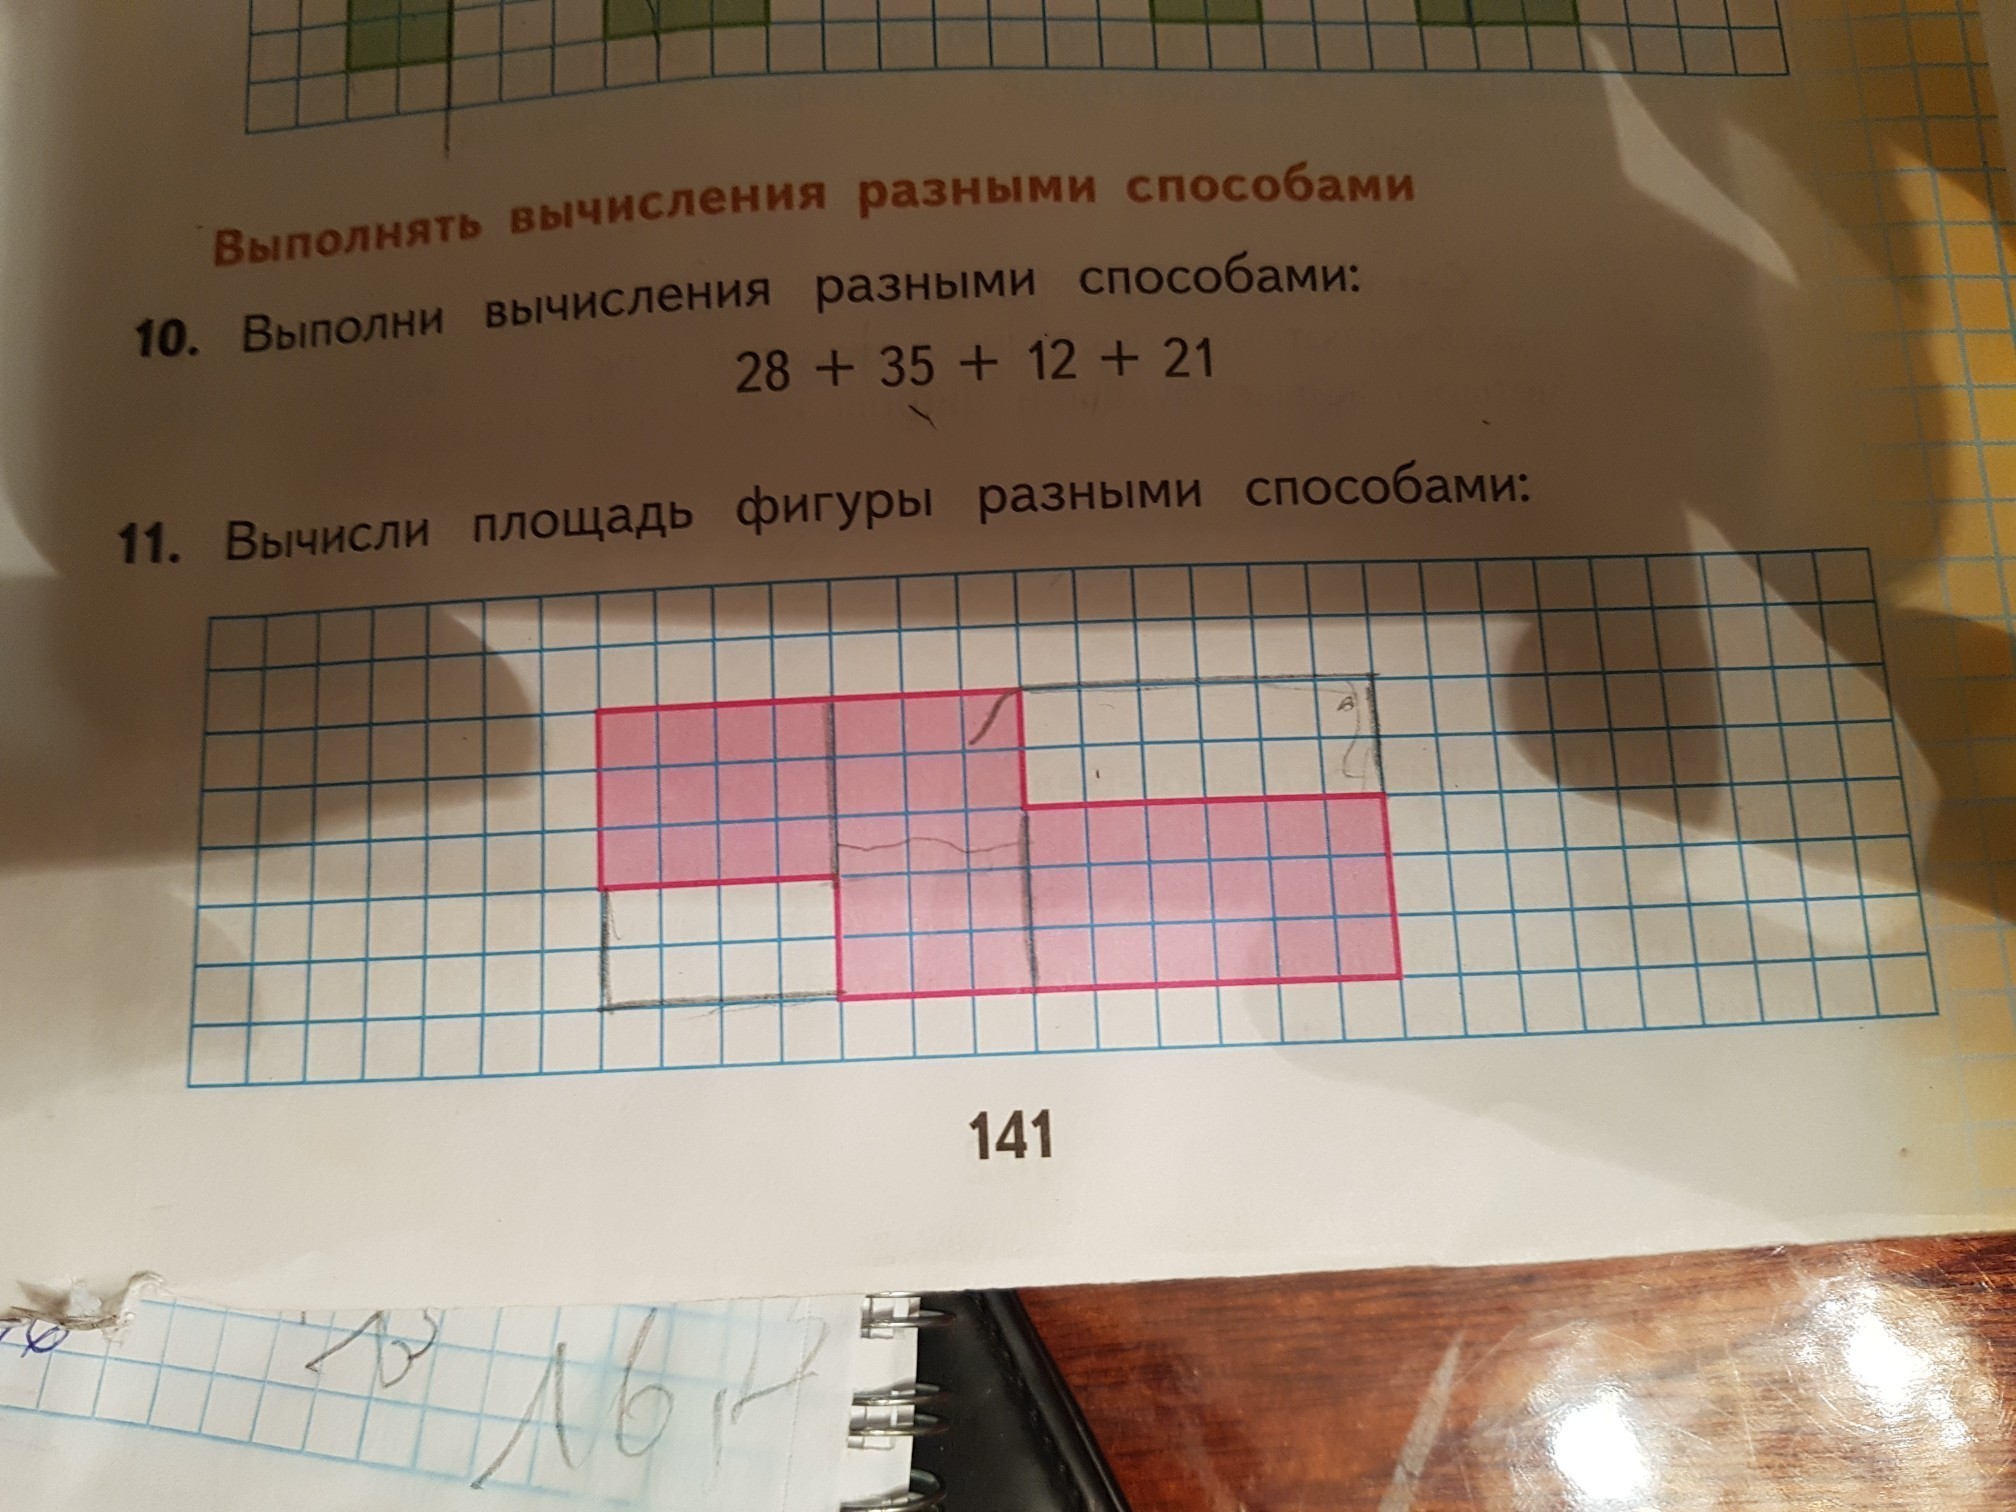 Выполнять вычисления разными способами
10. Выполни вычисления разными способами:
28 + 35 + 12 + 21
11. Вычисли площадь фигуры разными способами:
141